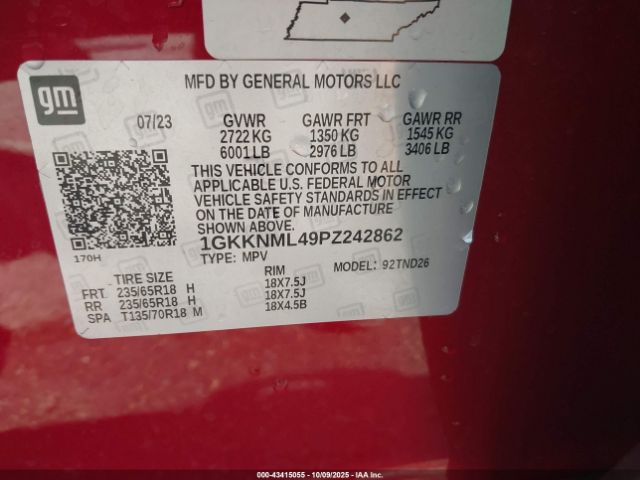 gm
MFD BY GENERAL MOTORS LLC
07/23 GVWR GAWR FRT GAWR RR
2722 KG 1350 KG 1545 KG
6001 LB 2976 LB 3406 LB
THIS VEHICLE CONFORMS TO ALL
APPLICABLE U.S. FEDERAL MOTOR
VEHICLE SAFETY STANDARDS IN EFFECT
ON THE DATE OF MANUFACTURE
SHOWN ABOVE.
1GKKNML49PZ242862
170H
TYPE: MPV MODEL: 92TND26
TIRE SIZE RIM
FRT 235/65R18 H 18X7.5J
RR 235/65R18 H 18X7.5J
SPA T135/70R18 M 18X4.5B
000-43415055 - 10/09/2025 - IAA Inc.